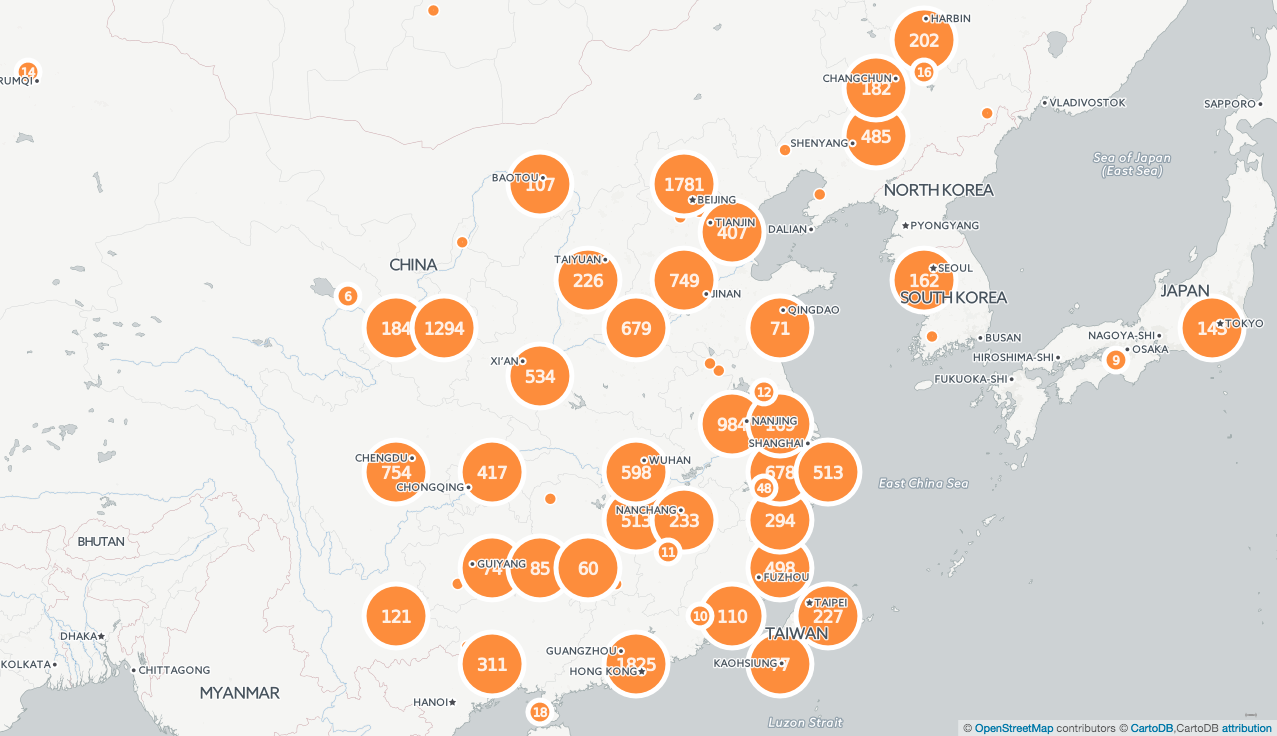 HARBIN
202
14
RUMQI
16
CHANGCHUN
182
VLADIVOSTOK
SAPPORO
485
SHENYANG
Sea of Japan
(East Sea)
BAOTOU
107
1781
BEIJING
NORTH KOREA
TIANJIN
407
DALIAN
PYONGYANG
CHINA
TAIYUAN
226
749
JINAN
162
SEOUL
SOUTH KOREA
JAPAN
6
184
1294
679
QINGDAO
71
TOKYO
BUSAN
NAGOYA-SHI
OSAKA
HIROSHIMA-SHI
9
XI'AN
534
FUKUOKA-SHI
12
984
NANJING
SHANGHAI
CHENGDU
754
417
CHONGQING
WUHAN
598
678
513
48
East China Sea
NANCHANG
513
233
294
BHUTAN
11
GUIYANG
74
85
60
498
FUZHOU
121
10
110
TAIPEI
227
TAIWAN
DHAKA
KOLKATA
CHITTAGONG
311
GUANGZHOU
1825
HONG KONG
KAOHSIUNG
77
MYANMAR
HANOI
18
Luzon Strait
© OpenStreetMap contributors © CartoDB,CartoDB attribution